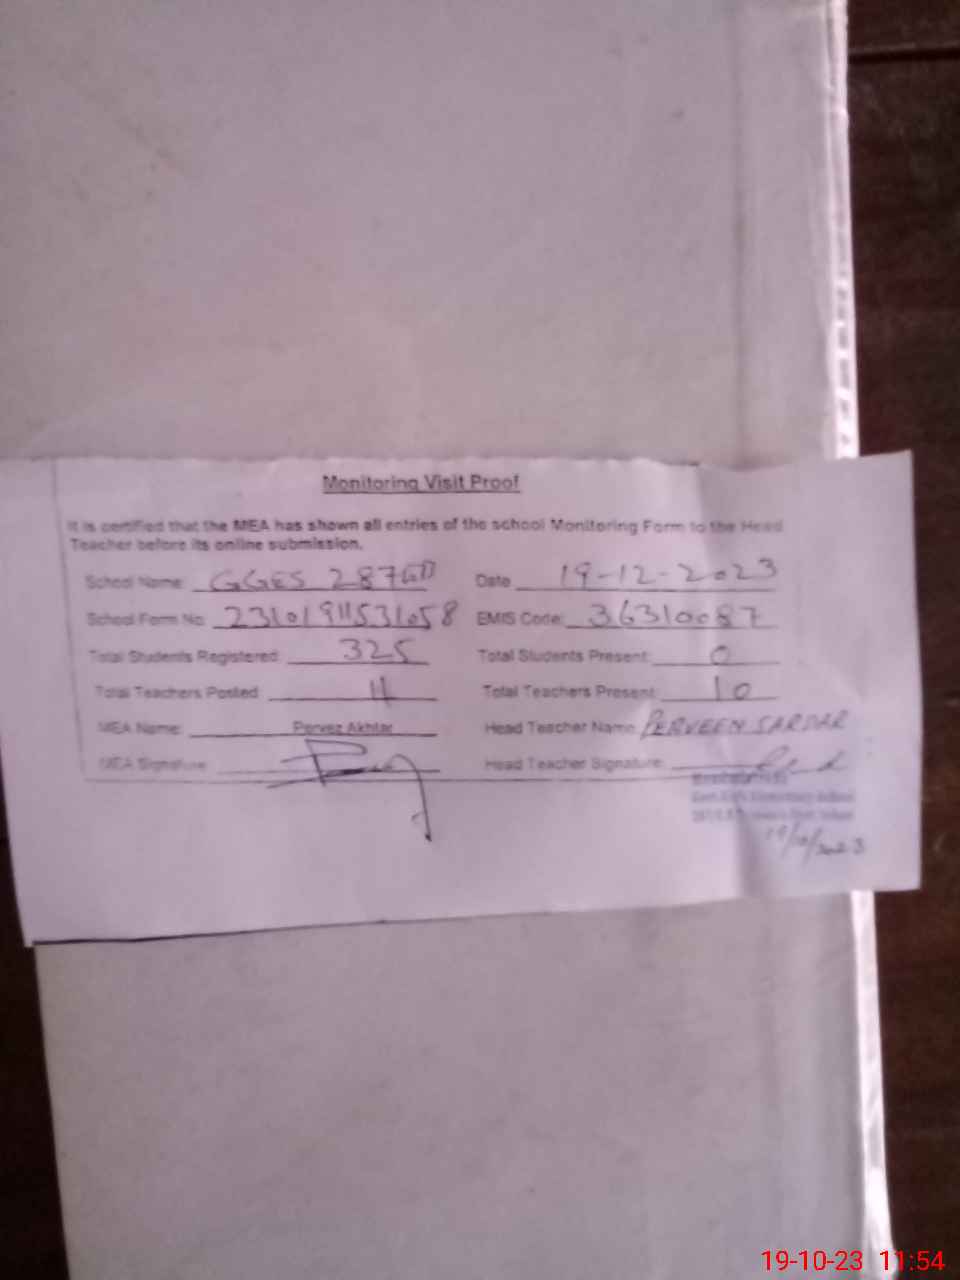 Monitoring Visit Proof
It is certified that the MEA has shown all entries of the school Monitoring Form to the Head
Teacher before its online submission.
School Name: GGES 287 GD Date 19-12-2023
School Form No: 23101911531058 EMIS Code: 36310087
Total Students Registered: 325 Total Students Present: 0
Total Teachers Posted: 11 Total Teachers Present: 10
MEA Name: Pervez Akhtar Head Teacher Name: PERVEEN SARDAR
MEA Signature: Head Teacher Signature:
Elementary School
19/10/2023
19-10-23 11:54